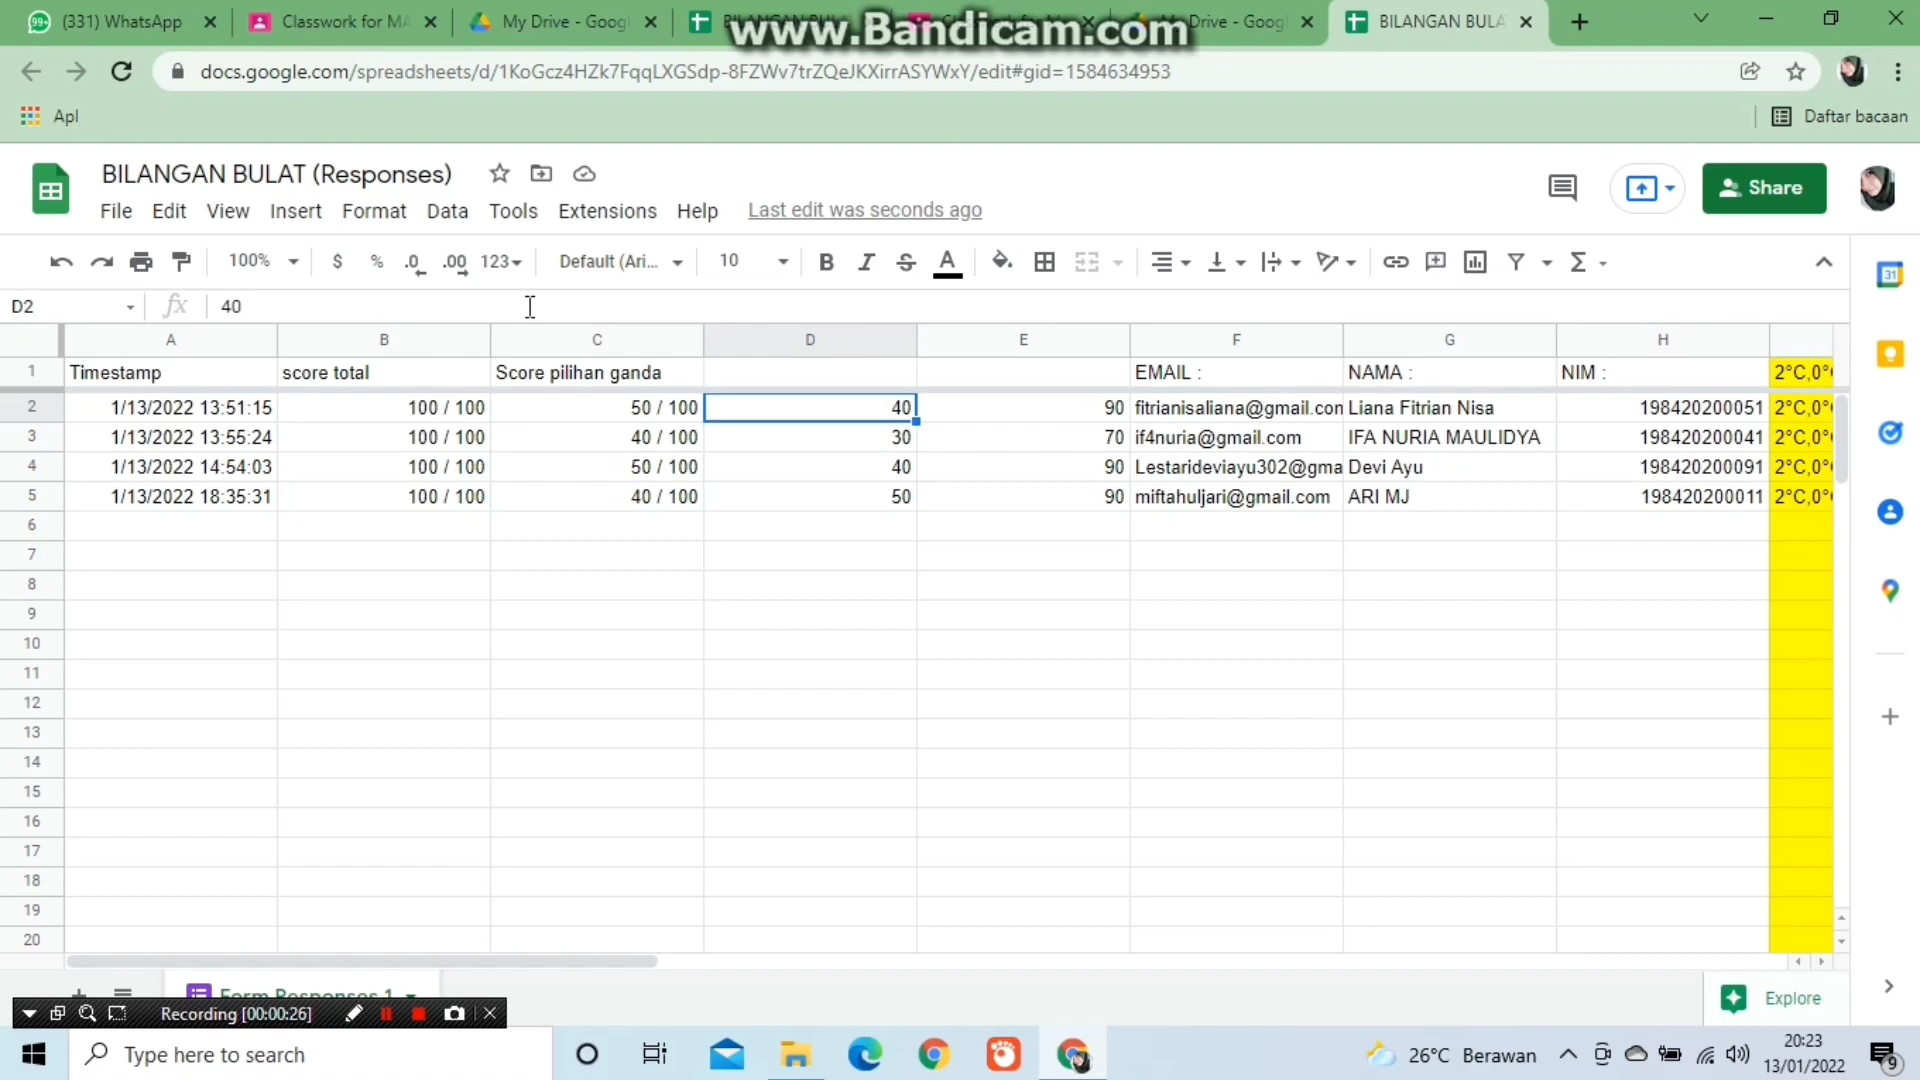 (331) WhatsApp
Classwork for MA
My Drive - Goog
www.Bandicam.com
Drive - Goog
BILANGAN BULA
docs.google.com/spreadsheets/d/1KoGcz4HZk7FqqLXGSdp-8FZWv7trZQeJKXirrASYWxY/edit#gid=1584634953
Apl
Daftar bacaan
BILANGAN BULAT (Responses)
File Edit View Insert Format Data Tools Extensions Help Last edit was seconds ago
Share
100% $ % .0 .00 123 Default (Ari... 10 B I S A
D2 fx 40
A B C D E F G H
1 Timestamp score total Score pilihan ganda EMAIL : NAMA : NIM : 2°C,0°
2 1/13/2022 13:51:15 100 / 100 50 / 100 40 90 fitrianisaliana@gmail.con Liana Fitrian Nisa 198420200051 2°C,0°
3 1/13/2022 13:55:24 100 / 100 40 / 100 30 70 if4nuria@gmail.com IFA NURIA MAULIDYA 198420200041 2°C,0°
4 1/13/2022 14:54:03 100 / 100 50 / 100 40 90 Lestarideviayu302@gma Devi Ayu 198420200091 2°C,0°
5 1/13/2022 18:35:31 100 / 100 40 / 100 50 90 miftahuljari@gmail.com ARI MJ 198420200011 2°C,0°
6
7
8
9
10
11
12
13
14
15
16
17
18
19
20
Form Responses 1
Explore
Recording [00:00:26]
Type here to search
26°C Berawan
20:23
13/01/2022
9